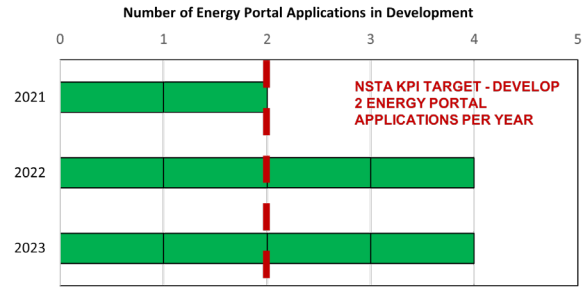 Number of Energy Portal Applications in Development
0 1 2 3 4 5
NSTA KPI TARGET - DEVELOP
2 ENERGY PORTAL
APPLICATIONS PER YEAR
2021
2022
2023